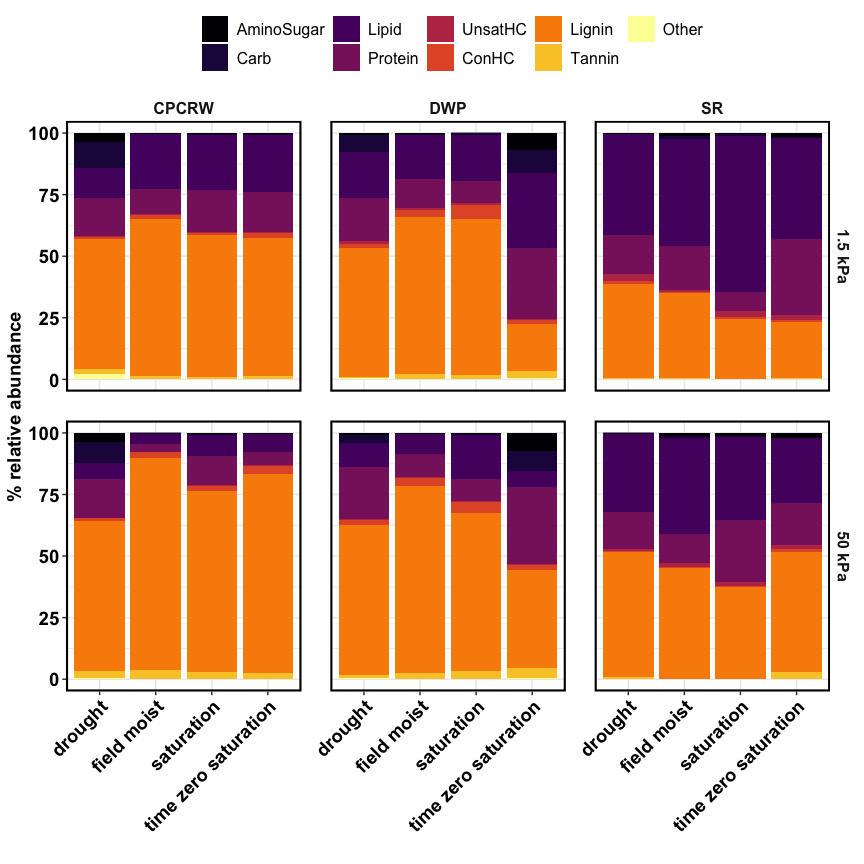 AminoSugar Lipid UnsatHC Lignin Other
Carb Protein ConHC Tannin
CPCRW DWP SR
% relative abundance
100
75
50
25
0
1.5 kPa
100
75
50
25
0
50 kPa
drought field moist saturation time zero saturation drought field moist saturation time zero saturation drought field moist saturation time zero saturation